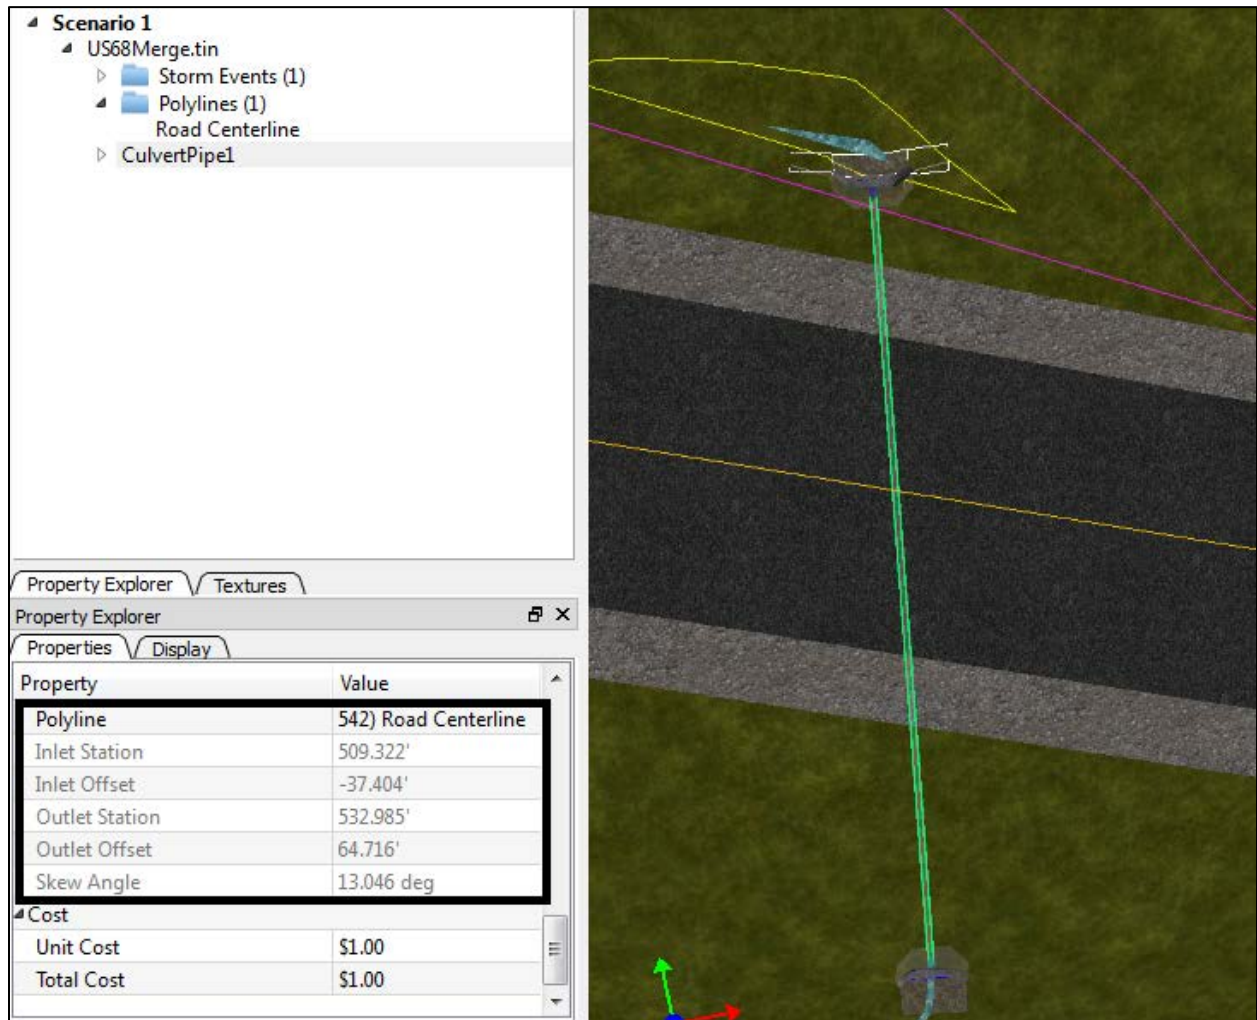 Scenario 1
US68Merge.tin
Storm Events (1)
Polylines (1)
Road Centerline
CulvertPipe1
Property Explorer Textures
Property Explorer
Properties Display
Property Value
Polyline 542) Road Centerline
Inlet Station 509.322'
Inlet Offset -37.404'
Outlet Station 532.985'
Outlet Offset 64.716'
Skew Angle 13.046 deg
Cost
Unit Cost $1.00
Total Cost $1.00